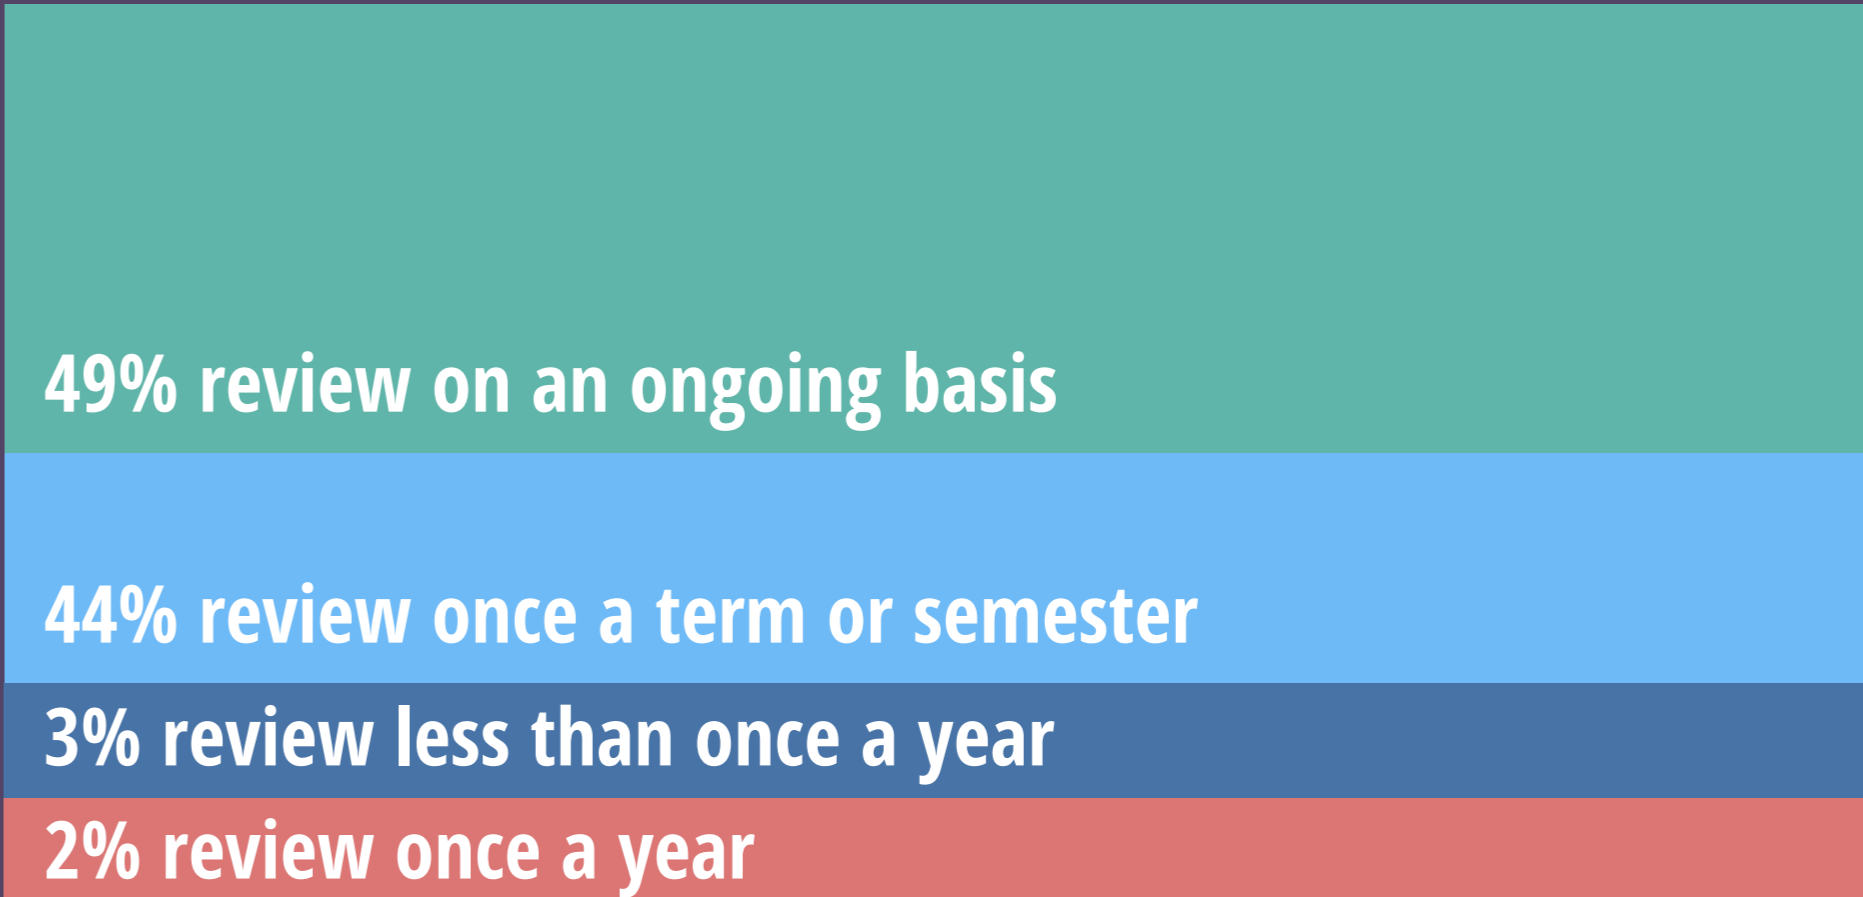 49% review on an ongoing basis
44% review once a term or semester
3% review less than once a year
2% review once a year